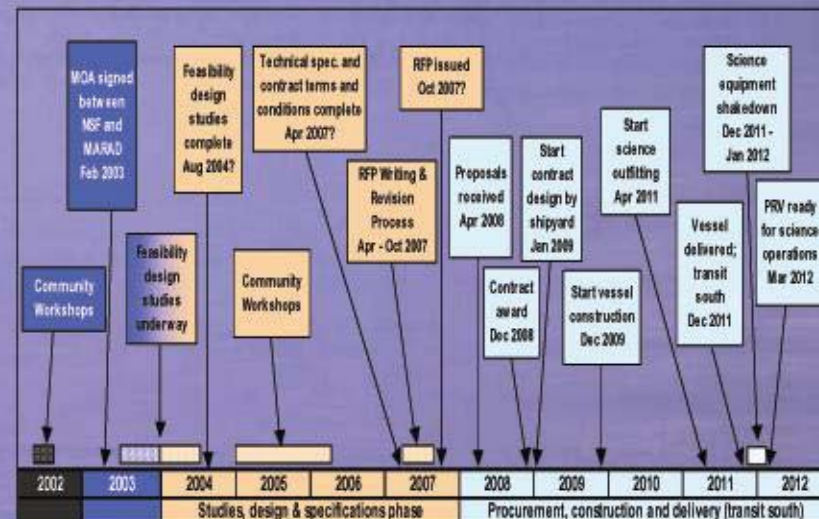 MOA signed
between
NSF and
MARAD
Feb 2003
Feasibility
design
studies
complete
Aug 2004?
Technical spec. and
contract terms and
conditions complete
Apr 2007?
RFP issued
Oct 2007?
Science
equipment
shakedown
Dec 2011 -
Jan 2012
RFP Writing &
Revision
Process
Apr - Oct 2007
Proposals
received
Apr 2008
Start
contract
design by
shipyard
Jan 2009
Start
science
outfitting
Apr 2011
PRV ready
for science
operations
Mar 2012
Community
Workshops
Feasibility
design
studies
underway
Community
Workshops
Contract
award
Dec 2008
Start vessel
construction
Dec 2009
Vessel
delivered;
transit
south
Dec 2011
2002 2003 2004 2005 2006 2007 2008 2009 2010 2011 2012
Studies, design & specifications phase Procurement, construction and delivery (transit south)